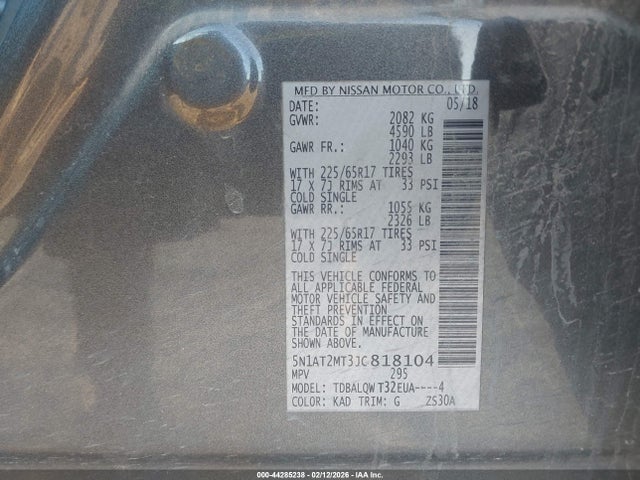 MFD BY NISSAN MOTOR CO., LTD.
DATE: 05/18
GVWR: 2082 KG
4590 LB
GAWR FR.: 1040 KG
2293 LB
WITH 225/65R17 TIRES
17 X 7J RIMS AT 33 PSI
COLD SINGLE
GAWR RR.: 1055 KG
2326 LB
WITH 225/65R17 TIRES
17 X 7J RIMS AT 33 PSI
COLD SINGLE
THIS VEHICLE CONFORMS TO
ALL APPLICABLE FEDERAL
MOTOR VEHICLE SAFETY AND
THEFT PREVENTION
STANDARDS IN EFFECT ON
THE DATE OF MANUFACTURE
SHOWN ABOVE.
5N1AT2MT3JC818104
MPV 295
MODEL: TDBALQW T32EUA----4
COLOR: KAD TRIM: G ZS30A
000-44285238 - 02/12/2026 - IAA Inc.